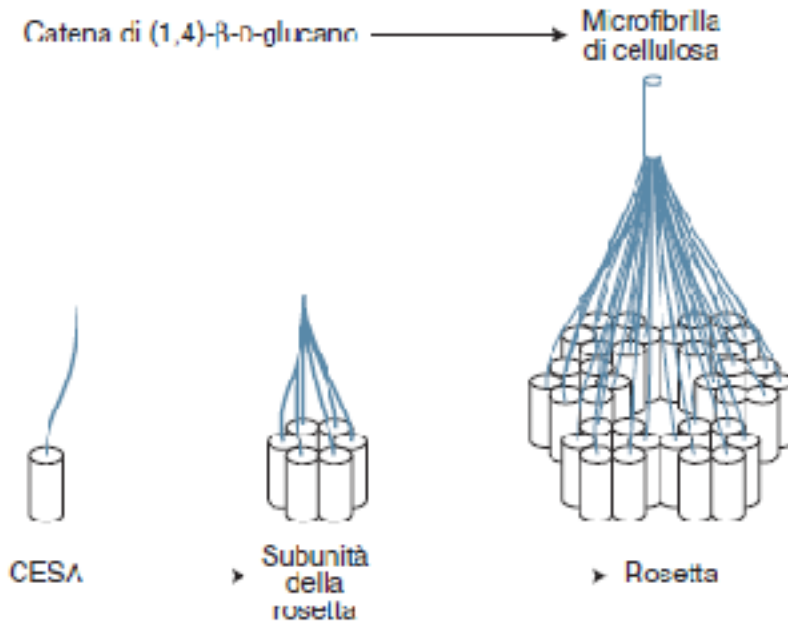 Catena di (1,4)-β-D-glucano
Microfibrilla
di cellulosa
CESA
Subunità
della
rosetta
Rosetta